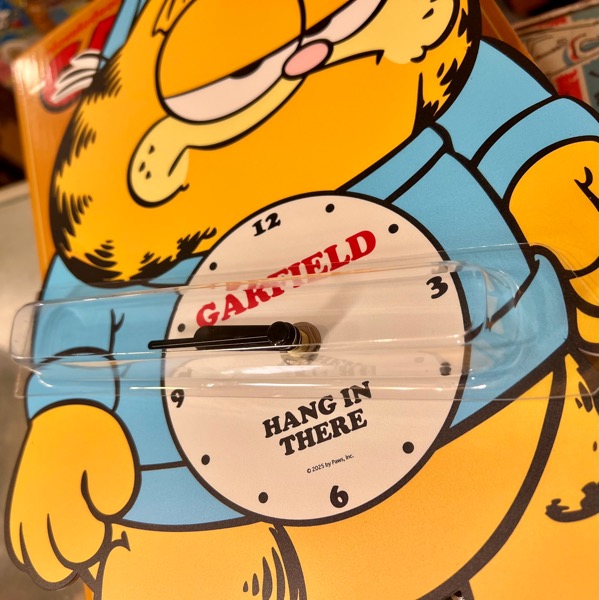 12
GARFIELD
3
9
HANG IN
THERE
© 2025 by Paws, Inc.
6